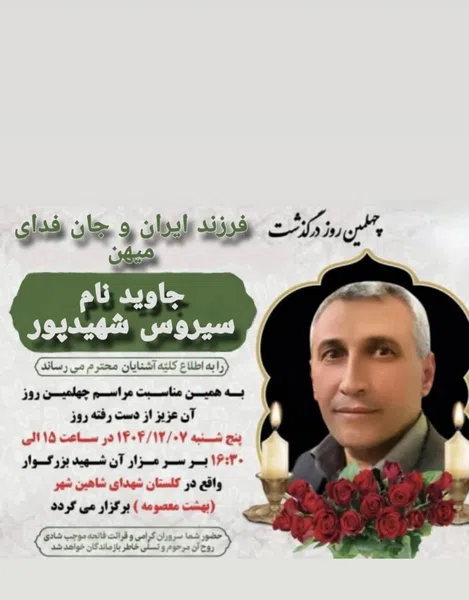 چهلمین روز درگذشت
فرزند ایران و جان فدای
میهن
جاوید نام
سیروس شهیدپور
را به اطلاع کلیّه آشنایان محترم می رساند
به همین مناسبت مراسم چهلمین روز
آن عزیز از دست رفته روز
پنج شنبه ۱۴۰۴/۱۲/۰۷ در ساعت ۱۵ الی
۱۶:۳۰ بر سر مزار آن شهید بزرگوار
واقع در گلستان شهدای شاهین شهر
(بهشت معصومه ) برگزار می گردد
حضور شما سروران گرامی و قرائت فاتحه موجب شادی
روح آن مرحوم و تسلی خاطر بازماندگان خواهد شد